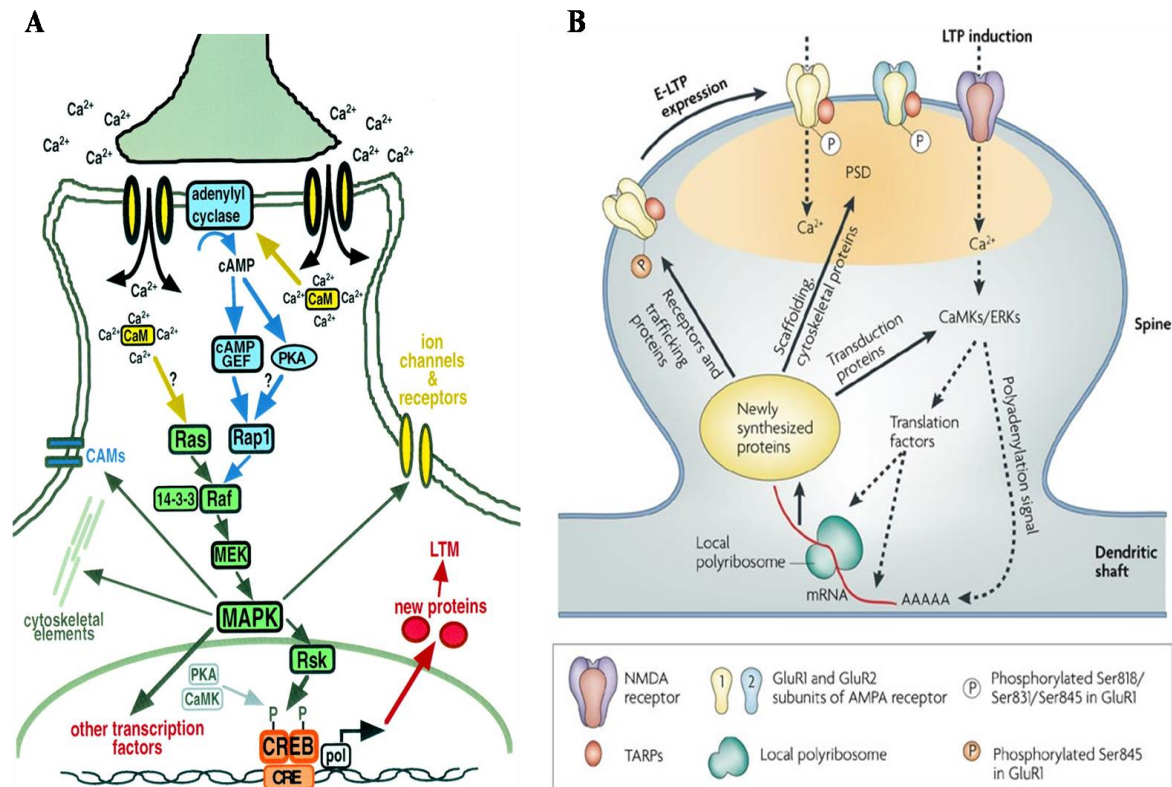 A
Ca2+
Ca2+
Ca2+
Ca2+
Ca2+
Ca2+
Ca2+
Ca2+
adenylyl
cyclase
cAMP
Ca2+
Ca2+
Ca2+ CaM Ca2+
Ca2+
Ca2+
Ca2+ CaM Ca2+
Ca2+
?
cAMP
GEF
PKA
?
ion
channels
&
receptors
Ras
Rap1
CAMs
14-3-3
Raf
MEK
LTM
cytoskeletal
elements
MAPK
new proteins
Rsk
PKA
CaMK
other transcription
factors
P
P
CREB
pol
CRE
B
LTP induction
E-LTP
expression
P
P
PSD
Ca2+
Ca2+
P
Receptors and
trafficking
proteins
Scaffolding,
cytoskeletal proteins
Transduction
proteins
CaMKs/ERKs
Spine
Newly
synthesized
proteins
Translation
factors
Polyadenylation signal
Local
polyribosome
mRNA
AAAAA
Dendritic
shaft
NMDA
receptor
1
2
GluR1 and GluR2
subunits of AMPA receptor
P
Phosphorylated Ser818/
Ser831/Ser845 in GluR1
TARPs
Local polyribosome
P
Phosphorylated Ser845
in GluR1